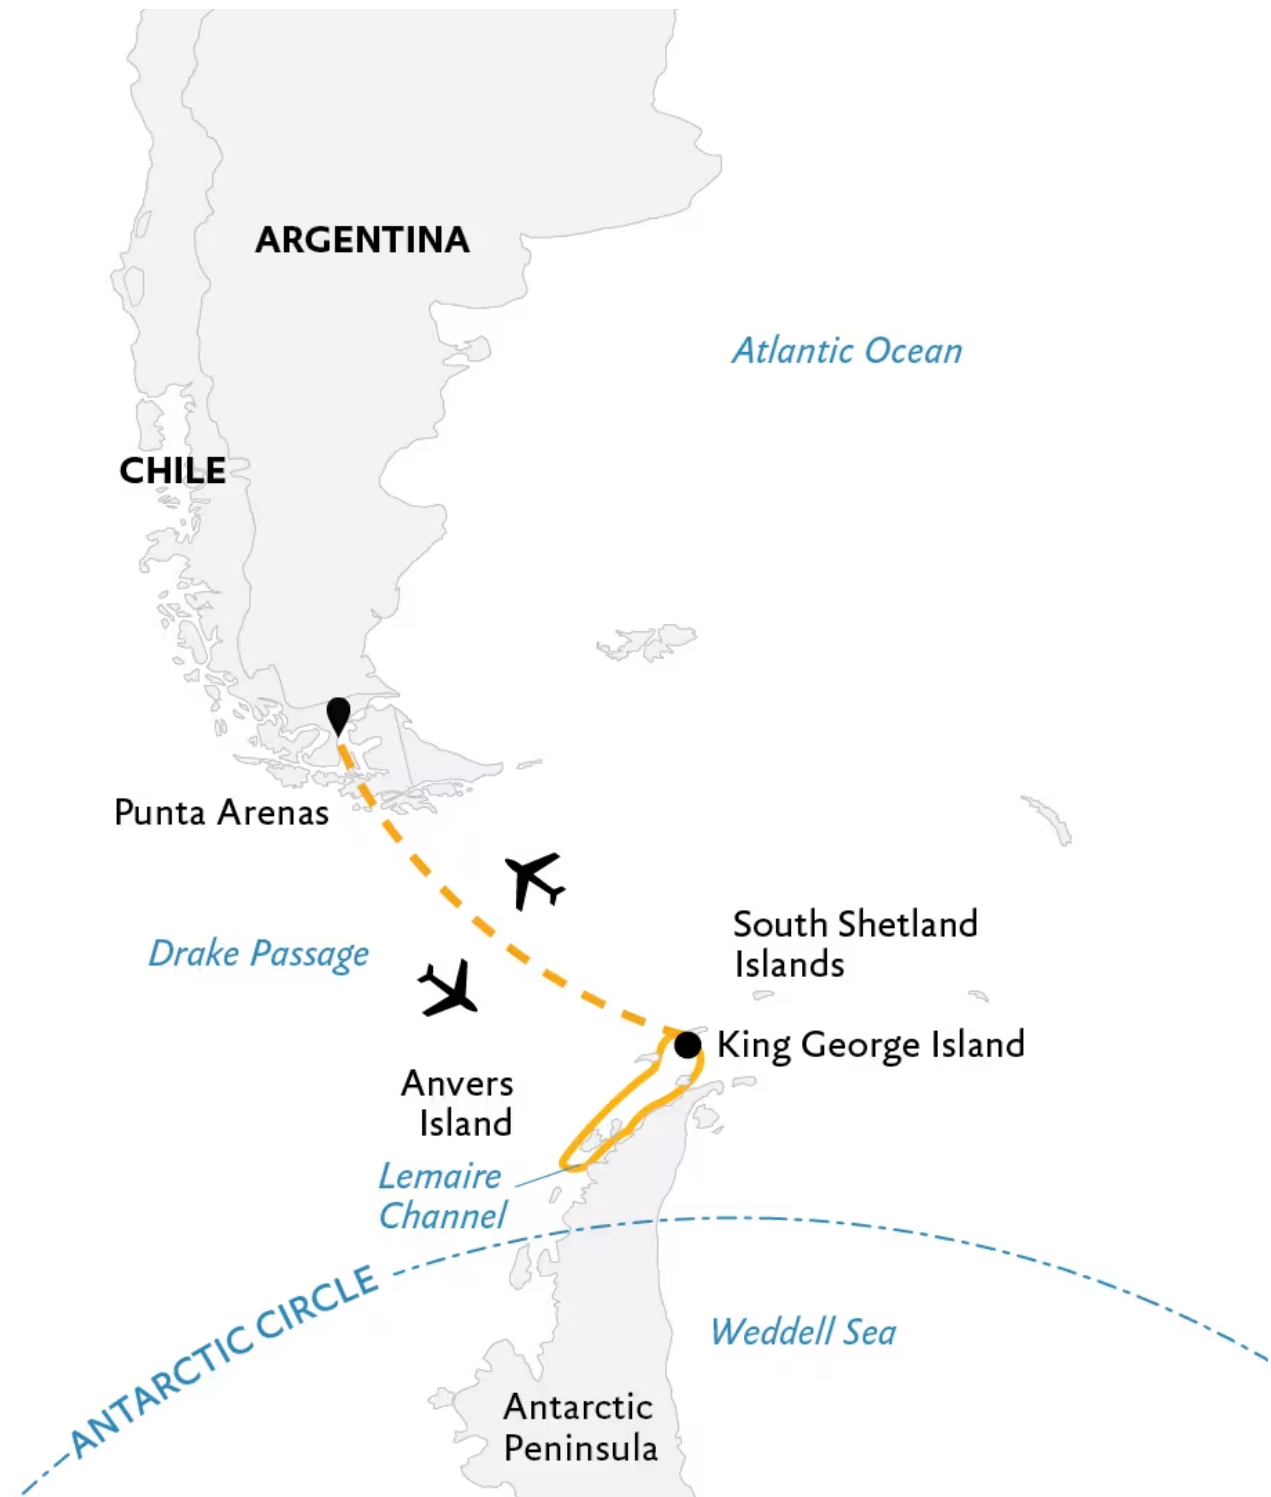 ARGENTINA
Atlantic Ocean
CHILE
Punta Arenas
Drake Passage
South Shetland
Islands
King George Island
Anvers
Island
Lemaire
Channel
ANTARCTIC CIRCLE
Weddell Sea
Antarctic
Peninsula